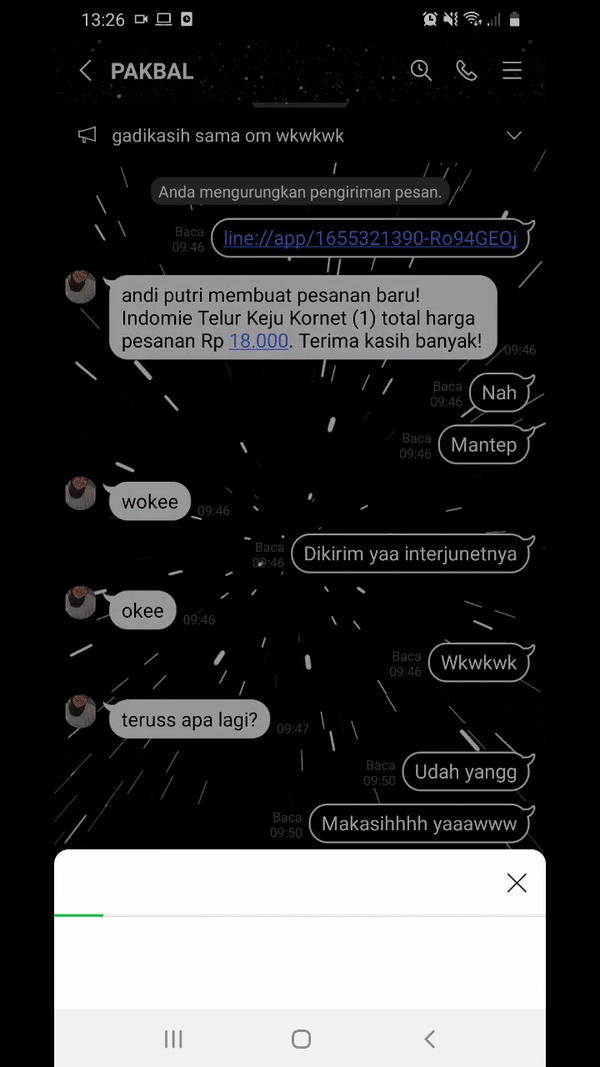 13:26
PAKBAL
gadikasih sama om wkwkwk
Anda mengurungkan pengiriman pesan.
Baca
09:46
line://app/1655321390-Ro94GEOj
andi putri membuat pesanan baru!
Indomie Telur Keju Kornet (1) total harga
pesanan Rp 18.000. Terima kasih banyak!
09:46
Baca
09:46
Nah
Baca
09:46
Mantep
wokee
09:46
Baca
09:46
Dikirim yaa interjunetnya
okee
09:46
Baca
09:46
Wkwkwk
teruss apa lagi?
09:47
Baca
09:50
Udah yangg
Baca
09:50
Makasihhhh yaaawww